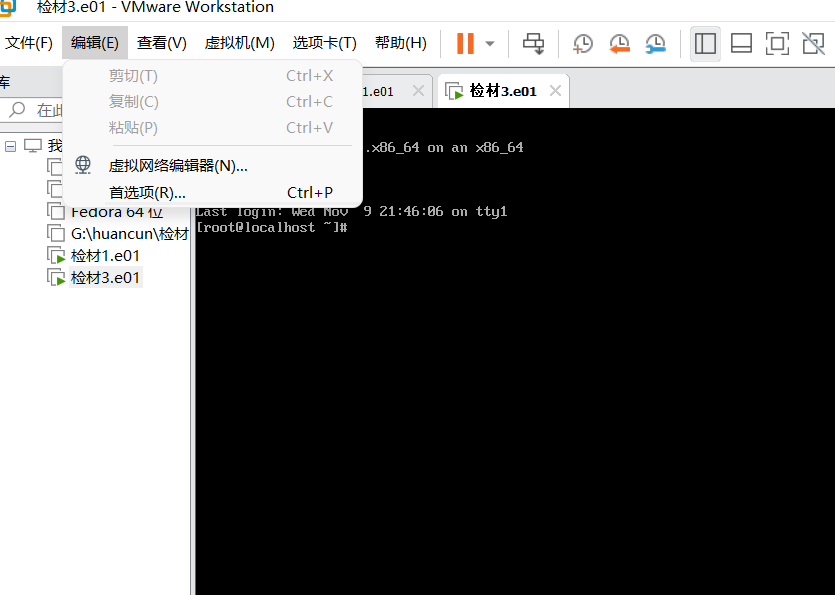 检材3.e01 - VMware Workstation
文件(F) 编辑(E) 查看(V) 虚拟机(M) 选项卡(T) 帮助(H)
库
在此
我
Fedora 64 位
G:\huancun\检材
检材1.e01
检材3.e01
剪切(T) Ctrl+X
复制(C) Ctrl+C
粘贴(P) Ctrl+V
虚拟网络编辑器(N)...
首选项(R)... Ctrl+P
1.e01 检材3.e01
.x86_64 on an x86_64
Last login: Wed Nov  9 21:46:06 on tty1
[root@localhost ~]#